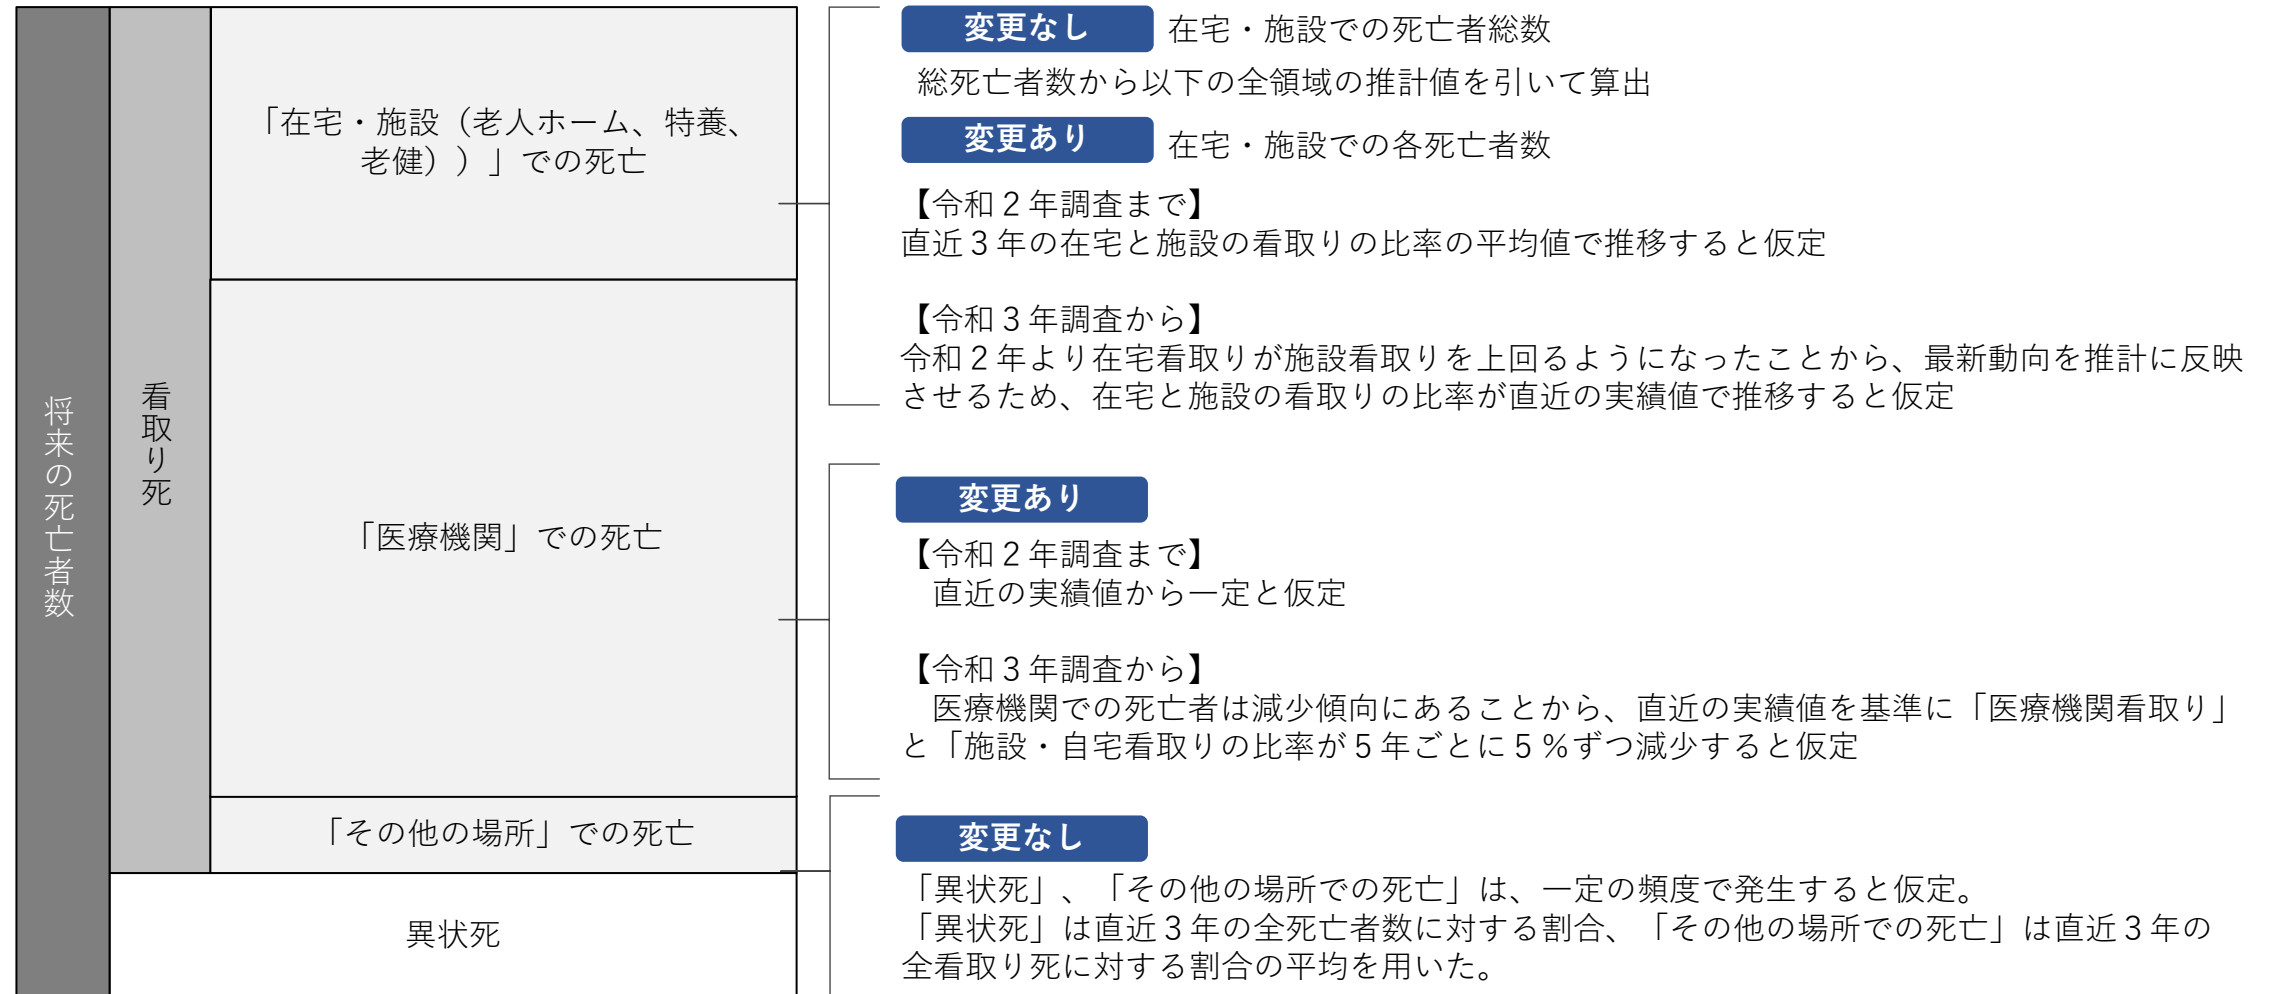 将来の死亡者数
看取り死
「在宅・施設（老人ホーム、特養、
老健））」での死亡
「医療機関」での死亡
「その他の場所」での死亡
異状死
変更なし 在宅・施設での死亡者総数
総死亡者数から以下の全領域の推計値を引いて算出
変更あり 在宅・施設での各死亡者数
【令和２年調査まで】
直近３年の在宅と施設の看取りの比率の平均値で推移すると仮定
【令和３年調査から】
令和２年より在宅看取りが施設看取りを上回るようになったことから、最新動向を推計に反映
させるため、在宅と施設の看取りの比率が直近の実績値で推移すると仮定
変更あり
【令和２年調査まで】
直近の実績値から一定と仮定
【令和３年調査から】
医療機関での死亡者は減少傾向にあることから、直近の実績値を基準に「医療機関看取り」
と「施設・自宅看取りの比率が５年ごとに５％ずつ減少すると仮定
変更なし
「異状死」、「その他の場所での死亡」は、一定の頻度で発生すると仮定。
「異状死」は直近３年の全死亡者数に対する割合、「その他の場所での死亡」は直近３年の
全看取り死に対する割合の平均を用いた。